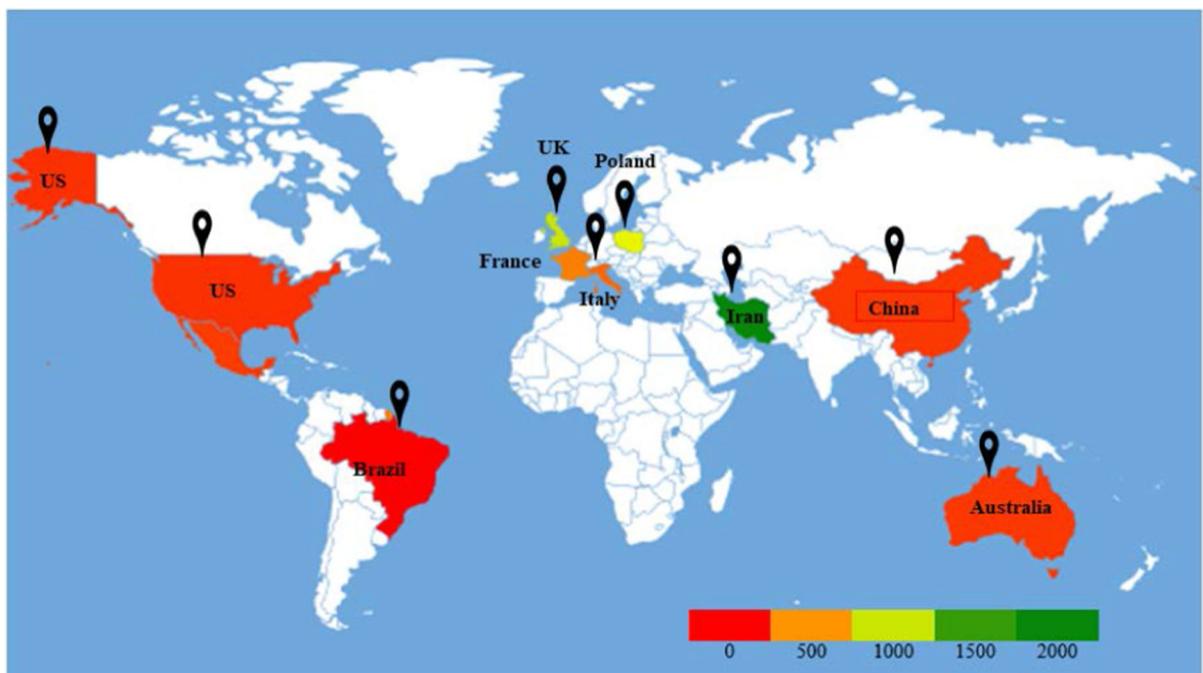 UK
Poland
US
France
US
Italy
China
Iran
Brazil
Australia
0 500 1000 1500 2000